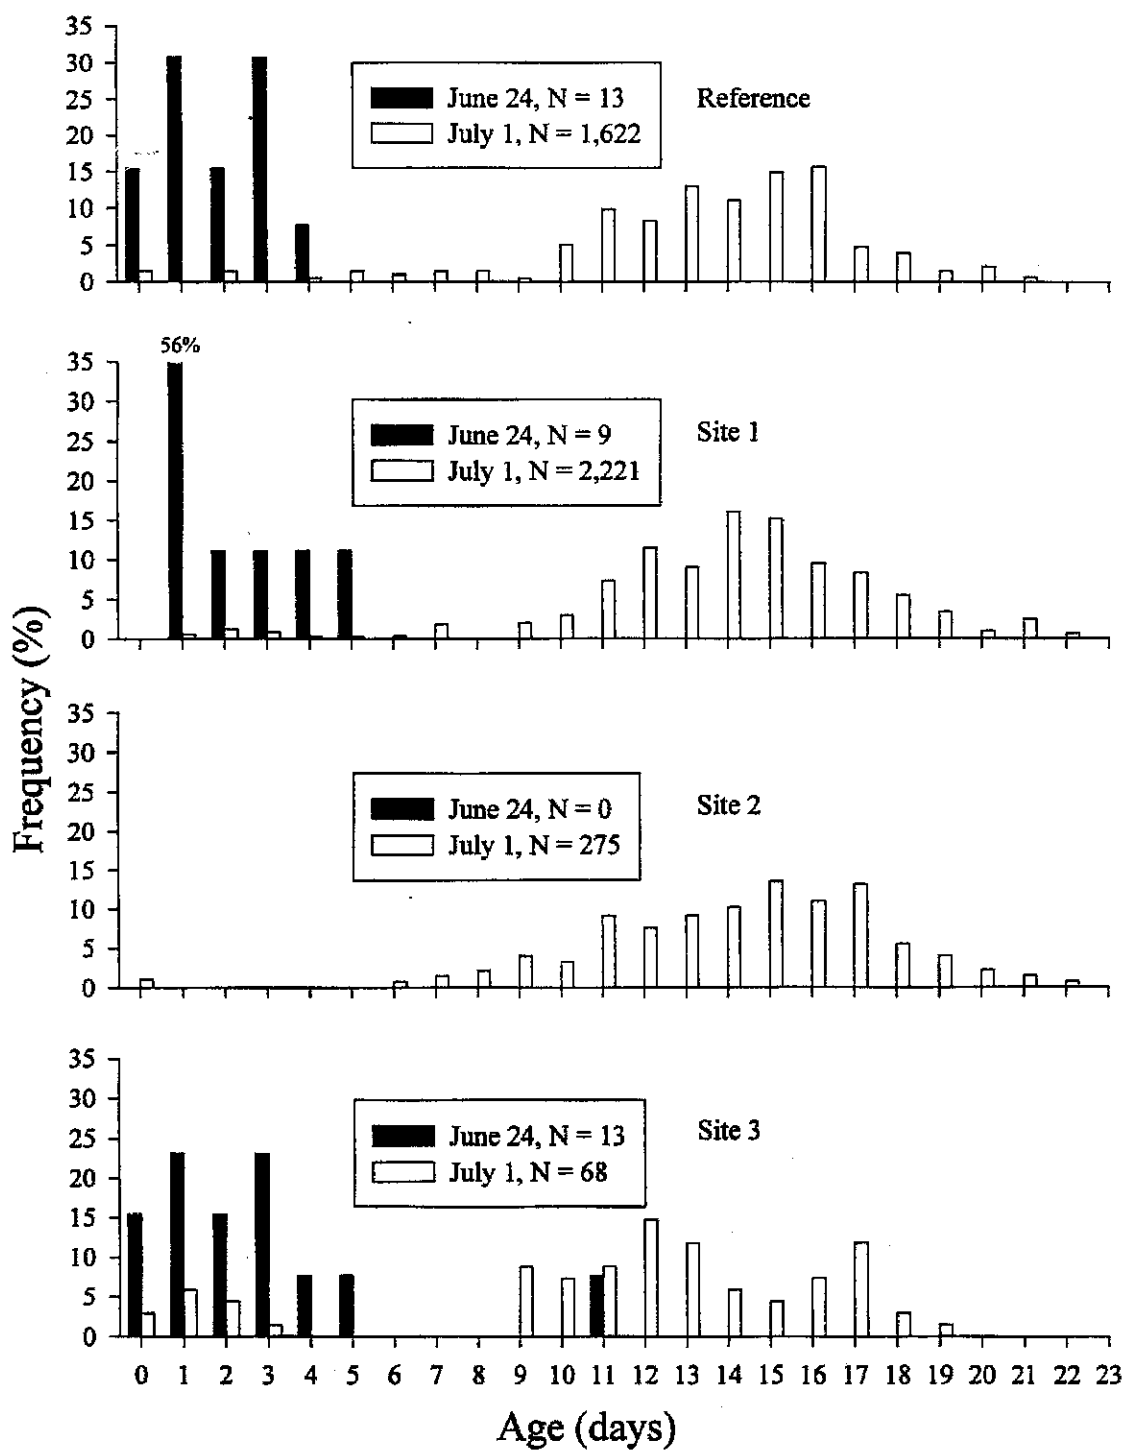 35
30
25
20
15
10
5
0
June 24, N = 13
July 1, N = 1,622
Reference
56%
35
30
25
20
15
10
5
0
June 24, N = 9
July 1, N = 2,221
Site 1
Frequency (%)
35
30
25
20
15
10
5
0
June 24, N = 0
July 1, N = 275
Site 2
35
30
25
20
15
10
5
0
June 24, N = 13
July 1, N = 68
Site 3
0 1 2 3 4 5 6 7 8 9 10 11 12 13 14 15 16 17 18 19 20 21 22 23
Age (days)